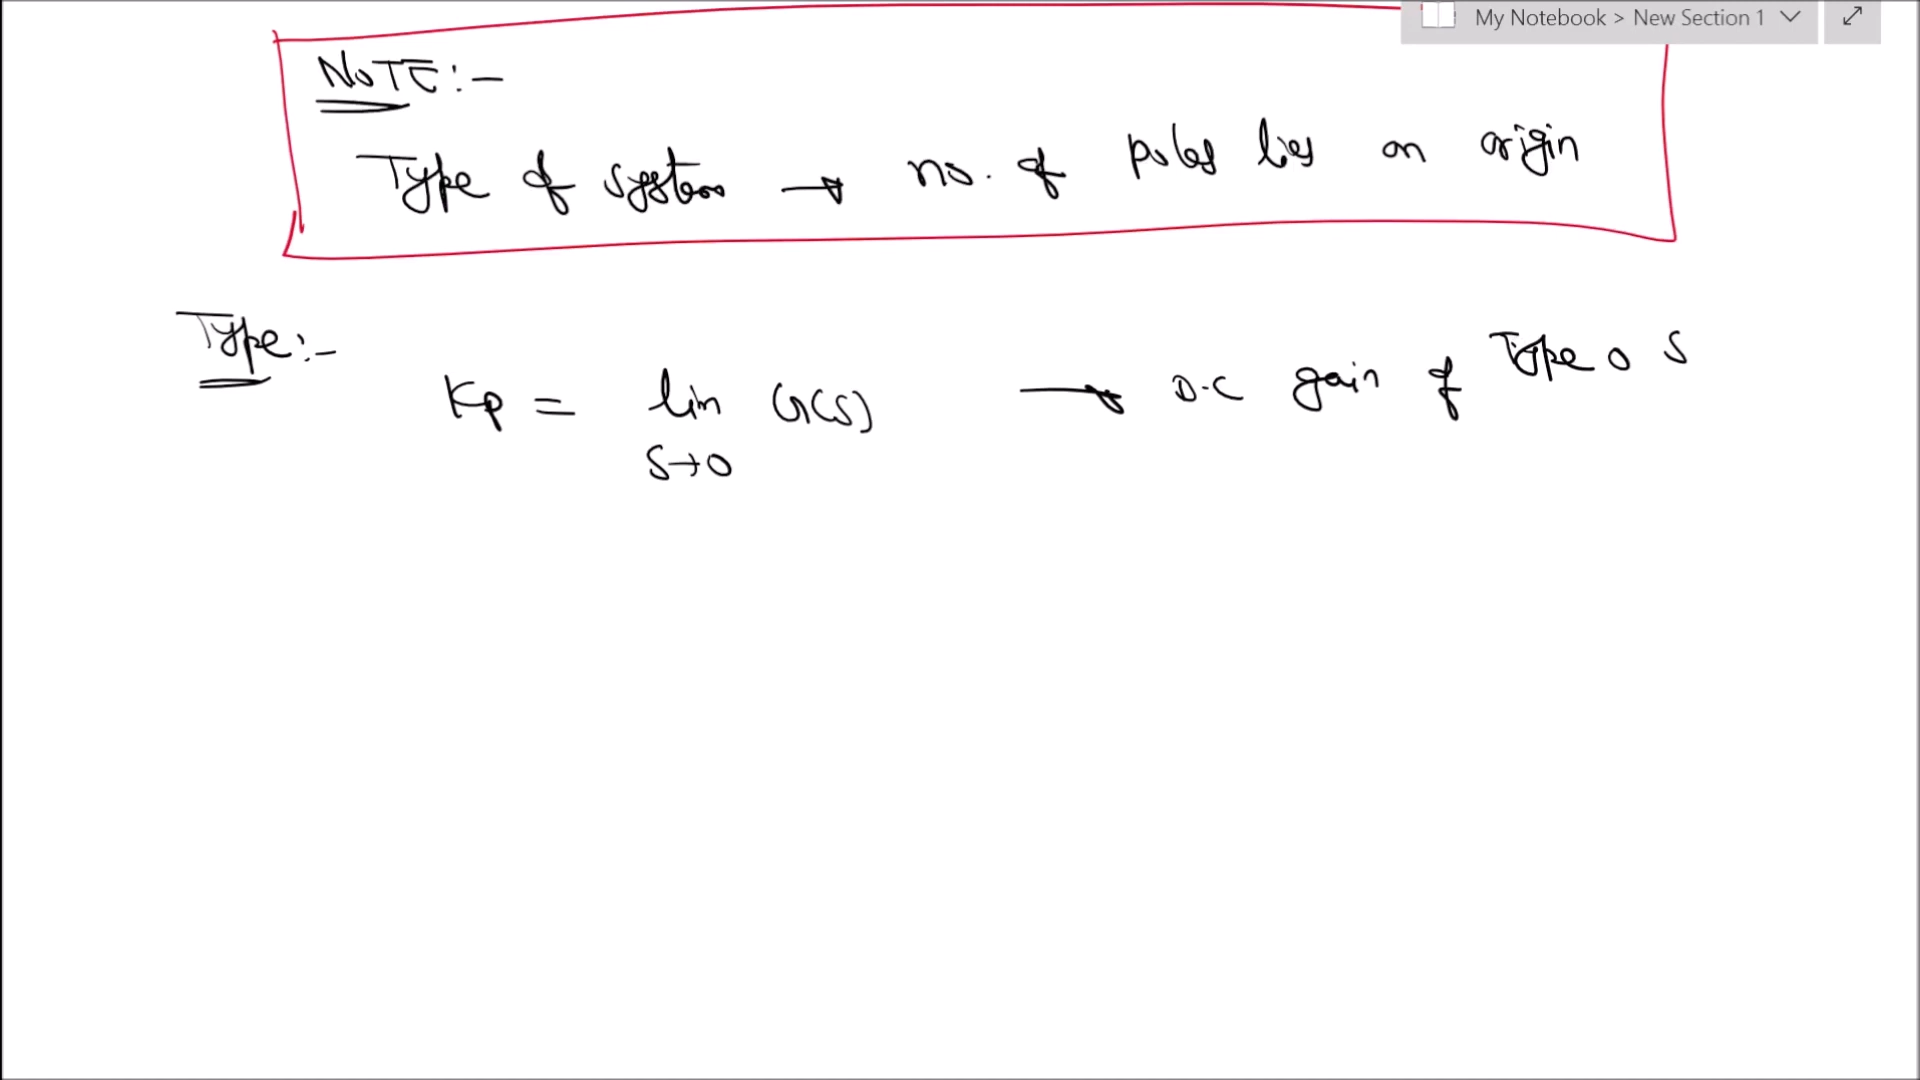 My Notebook > New Section 1
NOTE:-
Type of system → no. of poles lies on origin
Type:-
Kp = lim G(s) → D.C gain of Type 0 S
S→0